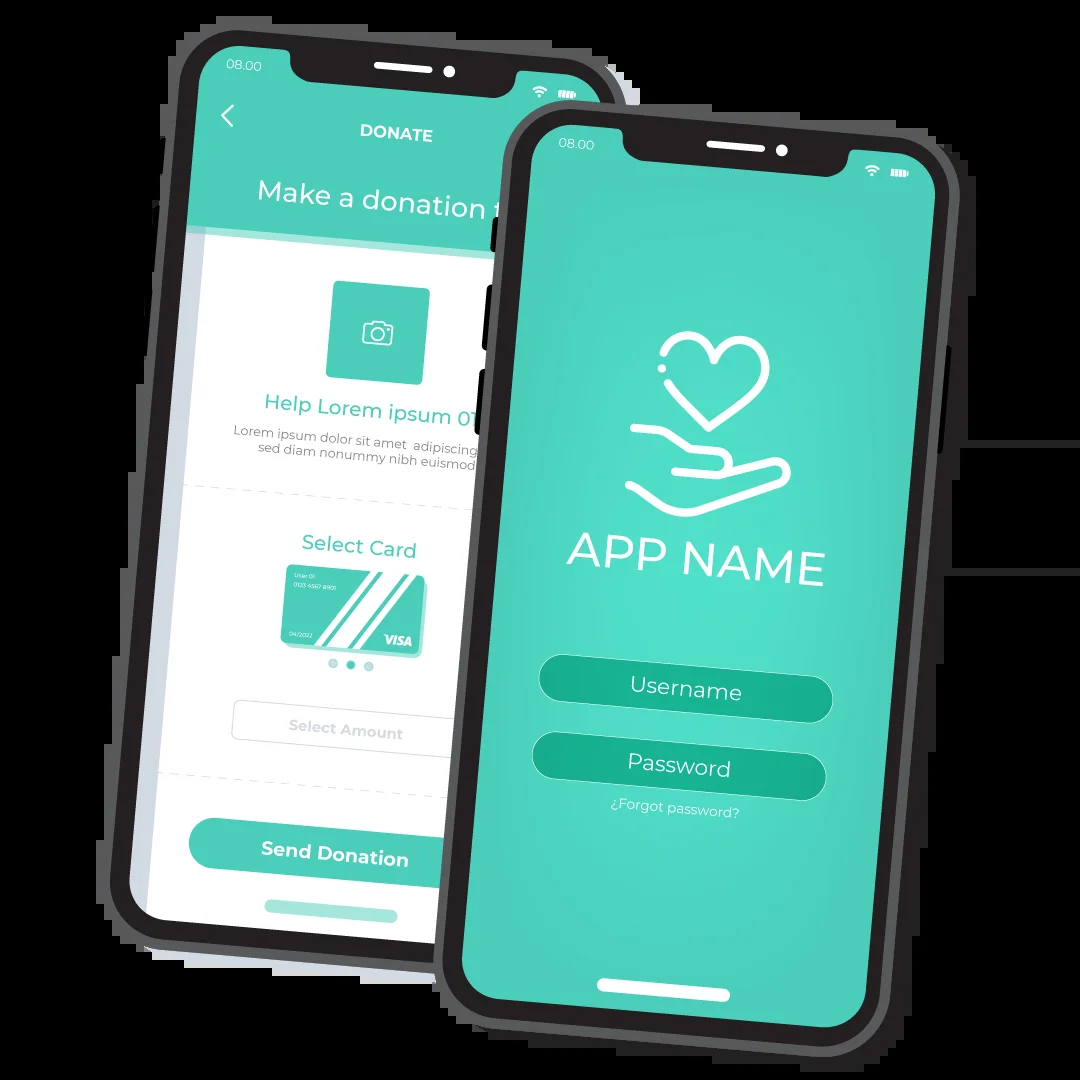 08.00
DONATE
Make a donation
Help Lorem ipsum 01
Lorem ipsum dolor sit amet adipiscing
sed diam nonummy nibh euismod
Select Card
User 01
0123 4567 8901
04/2022
VISA
Select Amount
Send Donation
08.00
APP NAME
Username
Password
¿Forgot password?